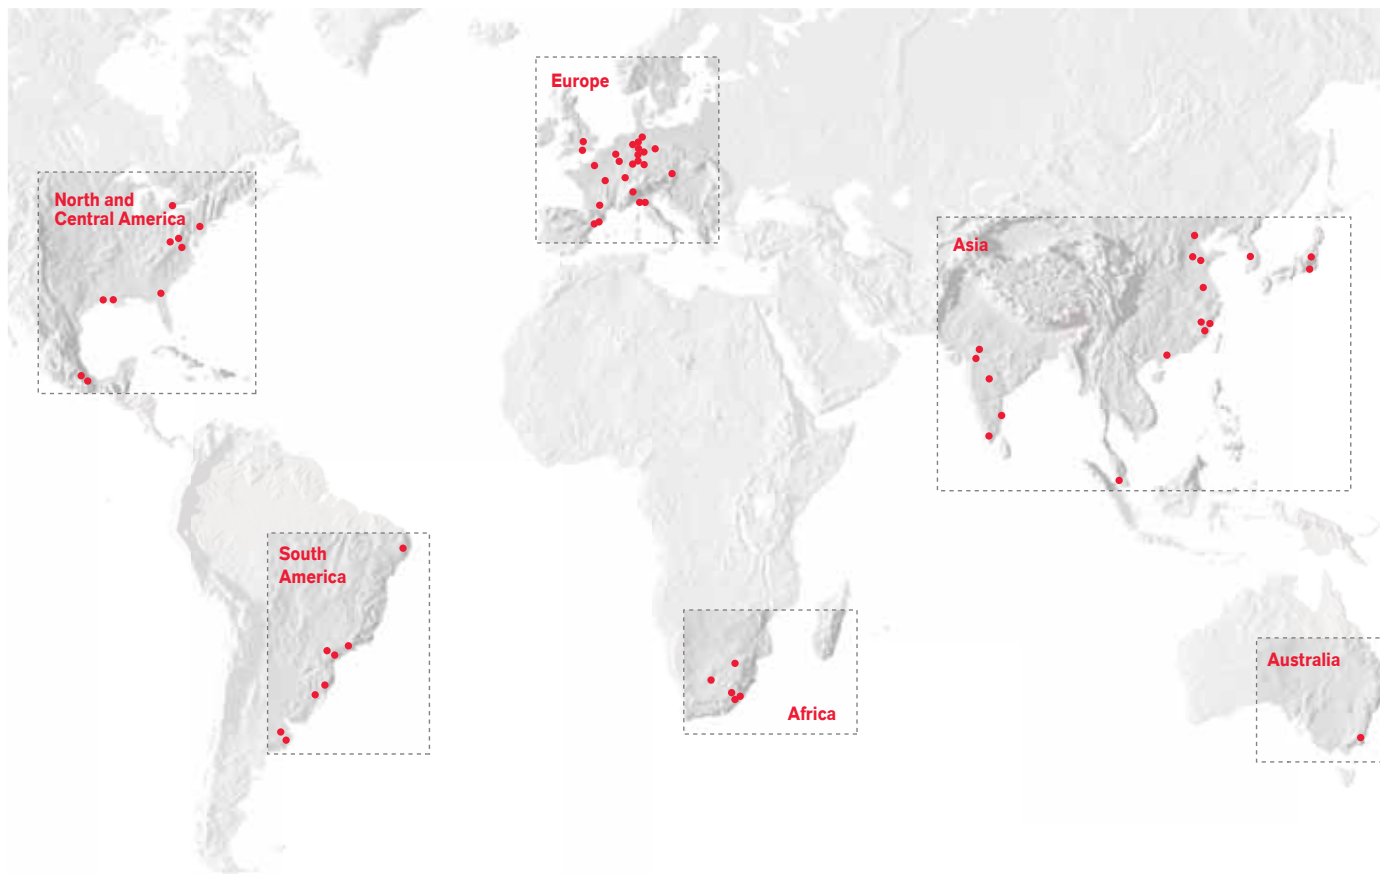 Europe
North and
Central America
Asia
South
America
Australia
Africa